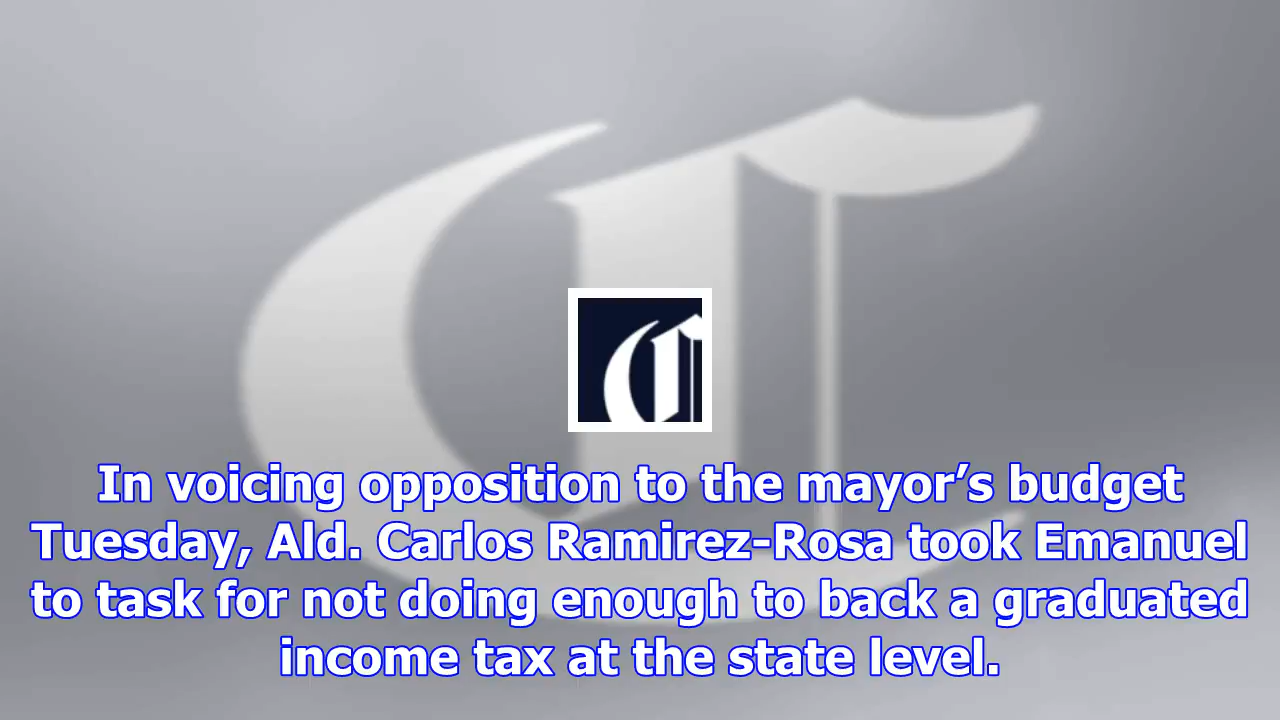 In voicing opposition to the mayor’s budget
Tuesday, Ald. Carlos Ramirez-Rosa took Emanuel
to task for not doing enough to back a graduated
income tax at the state level.